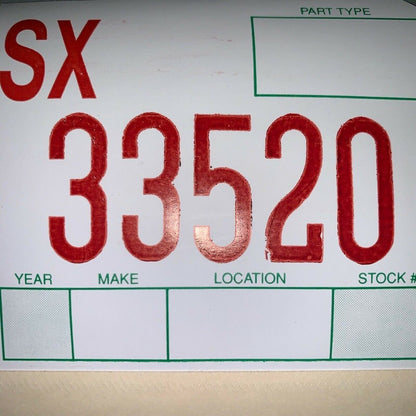 SX
PART TYPE
33520
YEAR MAKE LOCATION STOCK #